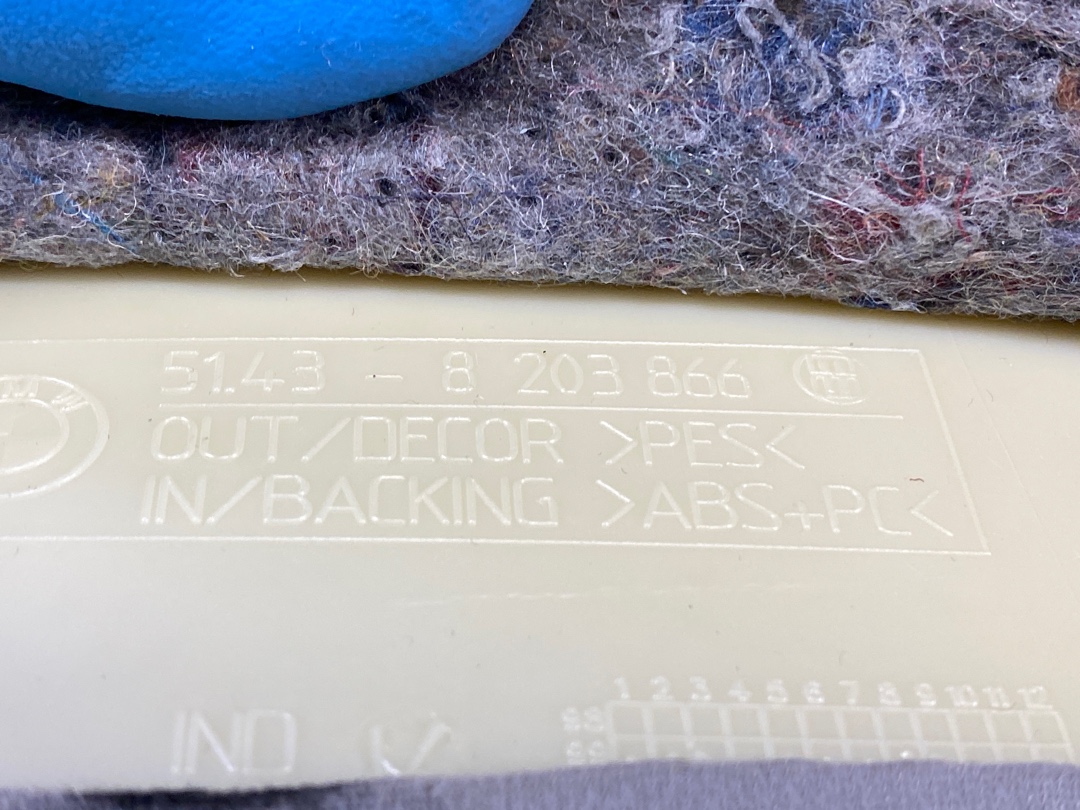 51.43 - 8 203 866
OUT/DECOR >PES<
IN/BACKING >ABS+PC<
1 2 3 4 5 6 7 8 9 10 11 12
98
IND